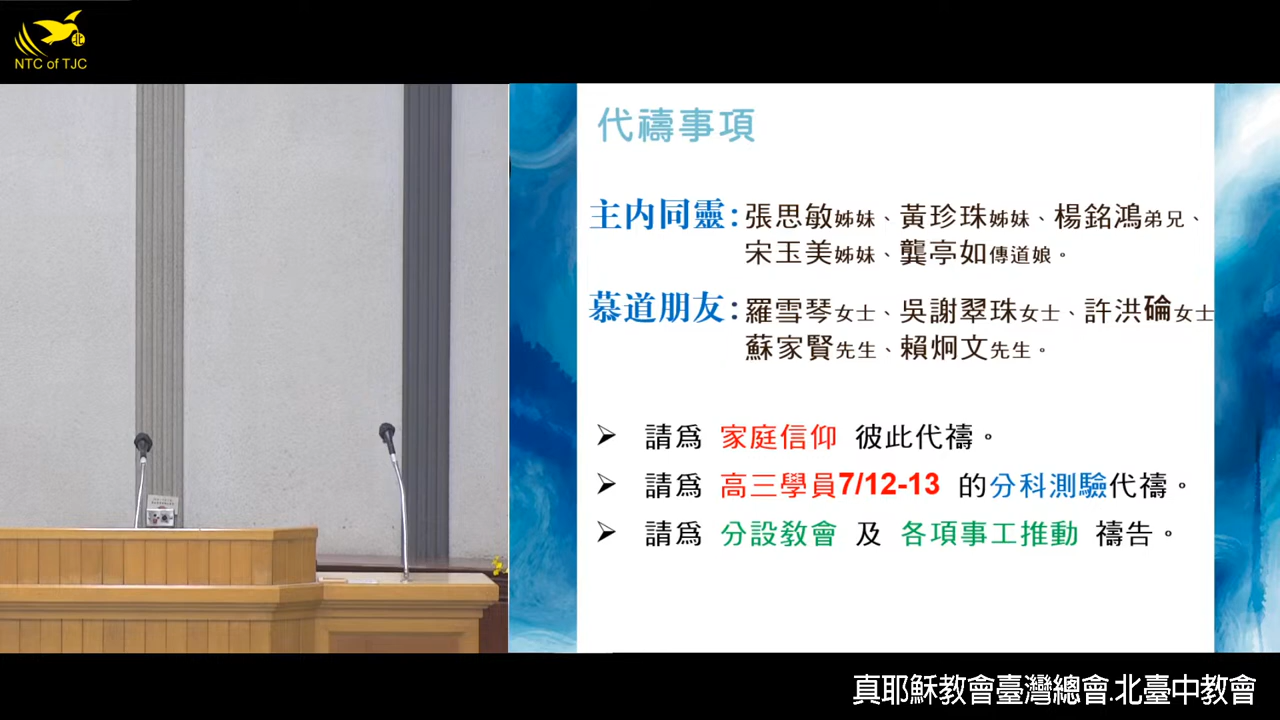 北
NTC of TJC
代禱事項
主内同靈：張思敏姊妹、黃珍珠姊妹、楊銘鴻弟兄、
宋玉美姊妹、龔亭如傳道娘。
慕道朋友：羅雪琴女士、吳謝翠珠女士、許洪碖女士
蘇家賢先生、賴炯文先生。
➢ 請為 家庭信仰 彼此代禱。
➢ 請為 高三學員7/12-13 的分科測驗代禱。
➢ 請為 分設教會 及 各項事工推動 禱告。
真耶穌教會臺灣總會.北臺中教會